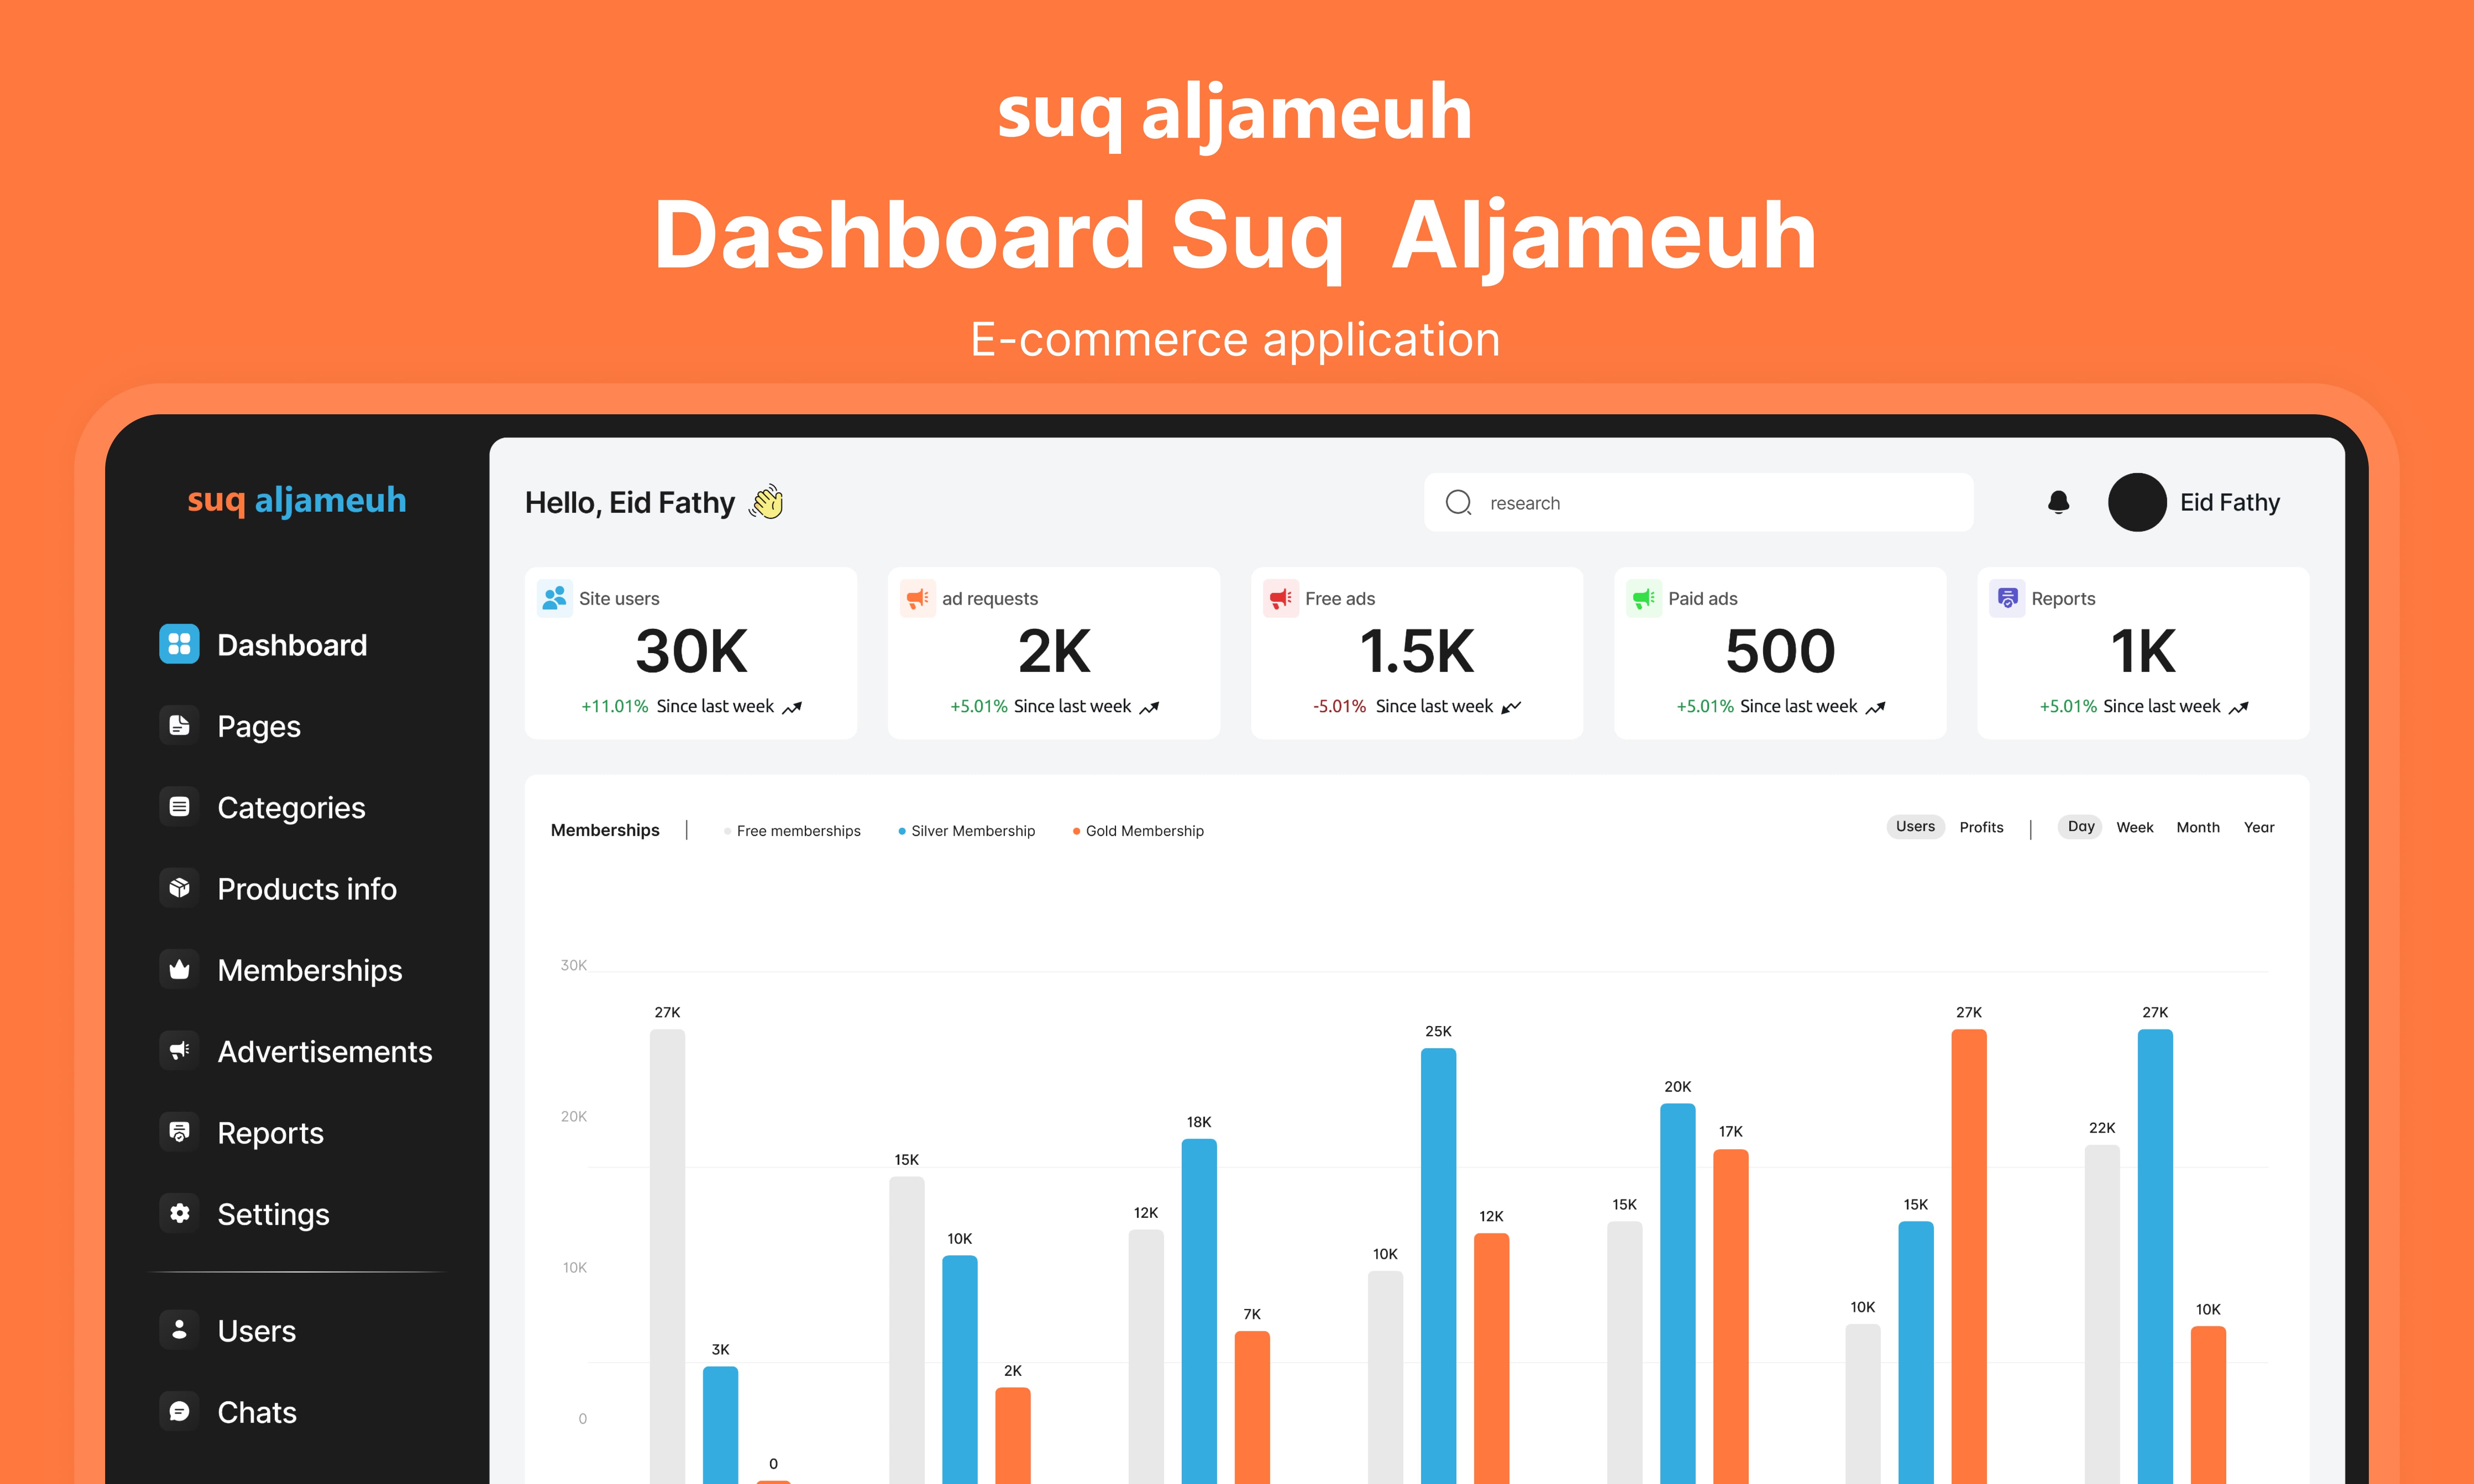 suq aljameuh
Dashboard Suq Aljameuh
E-commerce application
suq aljameuh
Dashboard
Pages
Categories
Products info
Memberships
Advertisements
Reports
Settings
Users
Chats
Hello, Eid Fathy
research
Eid Fathy
Site users
30K
+11.01% Since last week
ad requests
2K
+5.01% Since last week
Free ads
1.5K
-5.01% Since last week
Paid ads
500
+5.01% Since last week
Reports
1K
+5.01% Since last week
Memberships | Free memberships Silver Membership Gold Membership
Users Profits | Day Week Month Year
30K
20K
10K
0
27K 3K 0
15K 10K 2K
12K 18K 7K
10K 25K 12K
15K 20K 17K
10K 15K 27K
22K 27K 10K